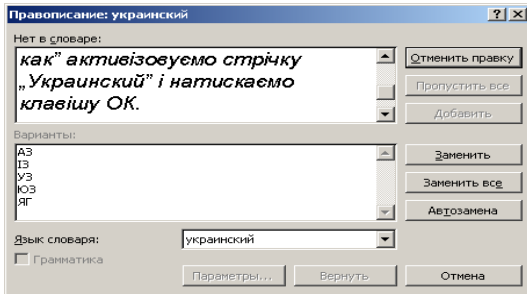 Правописание: украинский
Нет в словаре:
как” активізовуємо стрічку
„Украинский” і натискаємо
клавішу ОК.
Отменить правку
Пропустить все
Добавить
Варианты:
АЗ
ІЗ
УЗ
ЮЗ
ЯГ
Заменить
Заменить все
Автозамена
Язык словаря:
украинский
Грамматика
Параметры...
Вернуть
Отмена